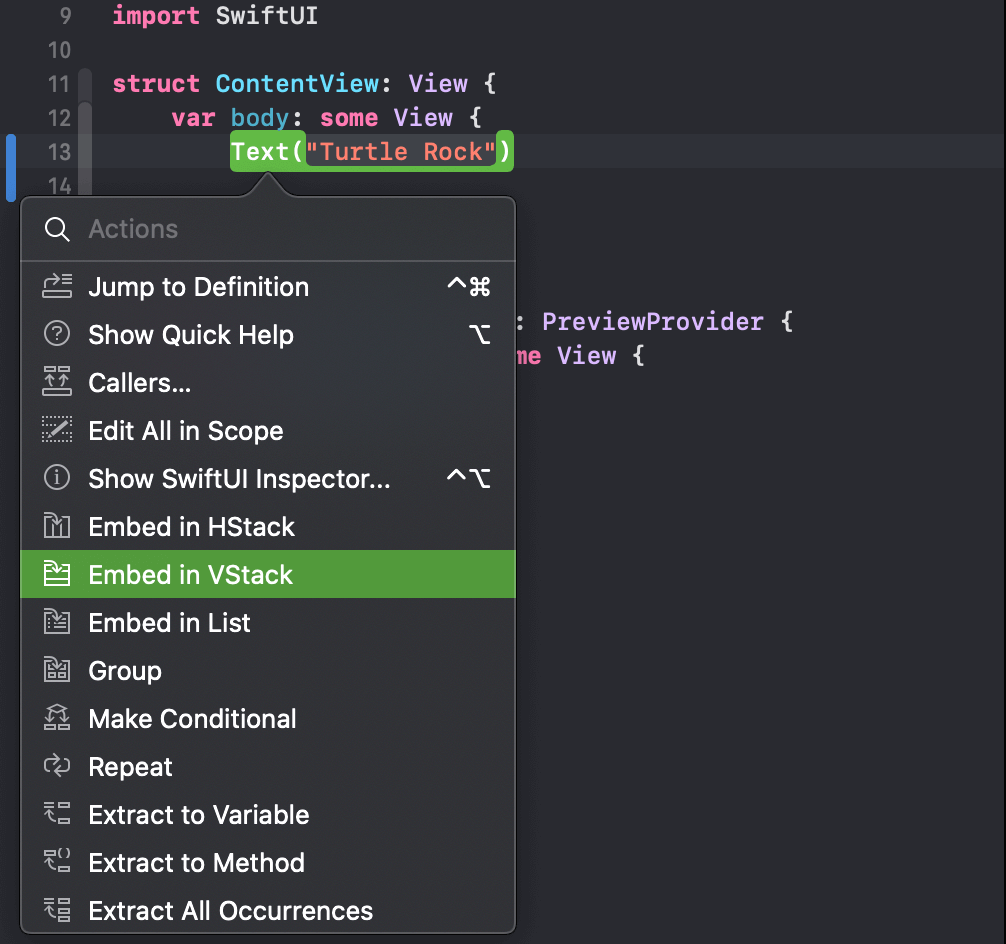 9 import SwiftUI
10
11 struct ContentView: View {
12 var body: some View {
13 Text("Turtle Rock")
14
Actions
Jump to Definition ^⌘
: PreviewProvider {
Show Quick Help ⌥
me View {
Callers...
Edit All in Scope
Show SwiftUI Inspector... ^⌥
Embed in HStack
Embed in VStack
Embed in List
Group
Make Conditional
Repeat
Extract to Variable
Extract to Method
Extract All Occurrences